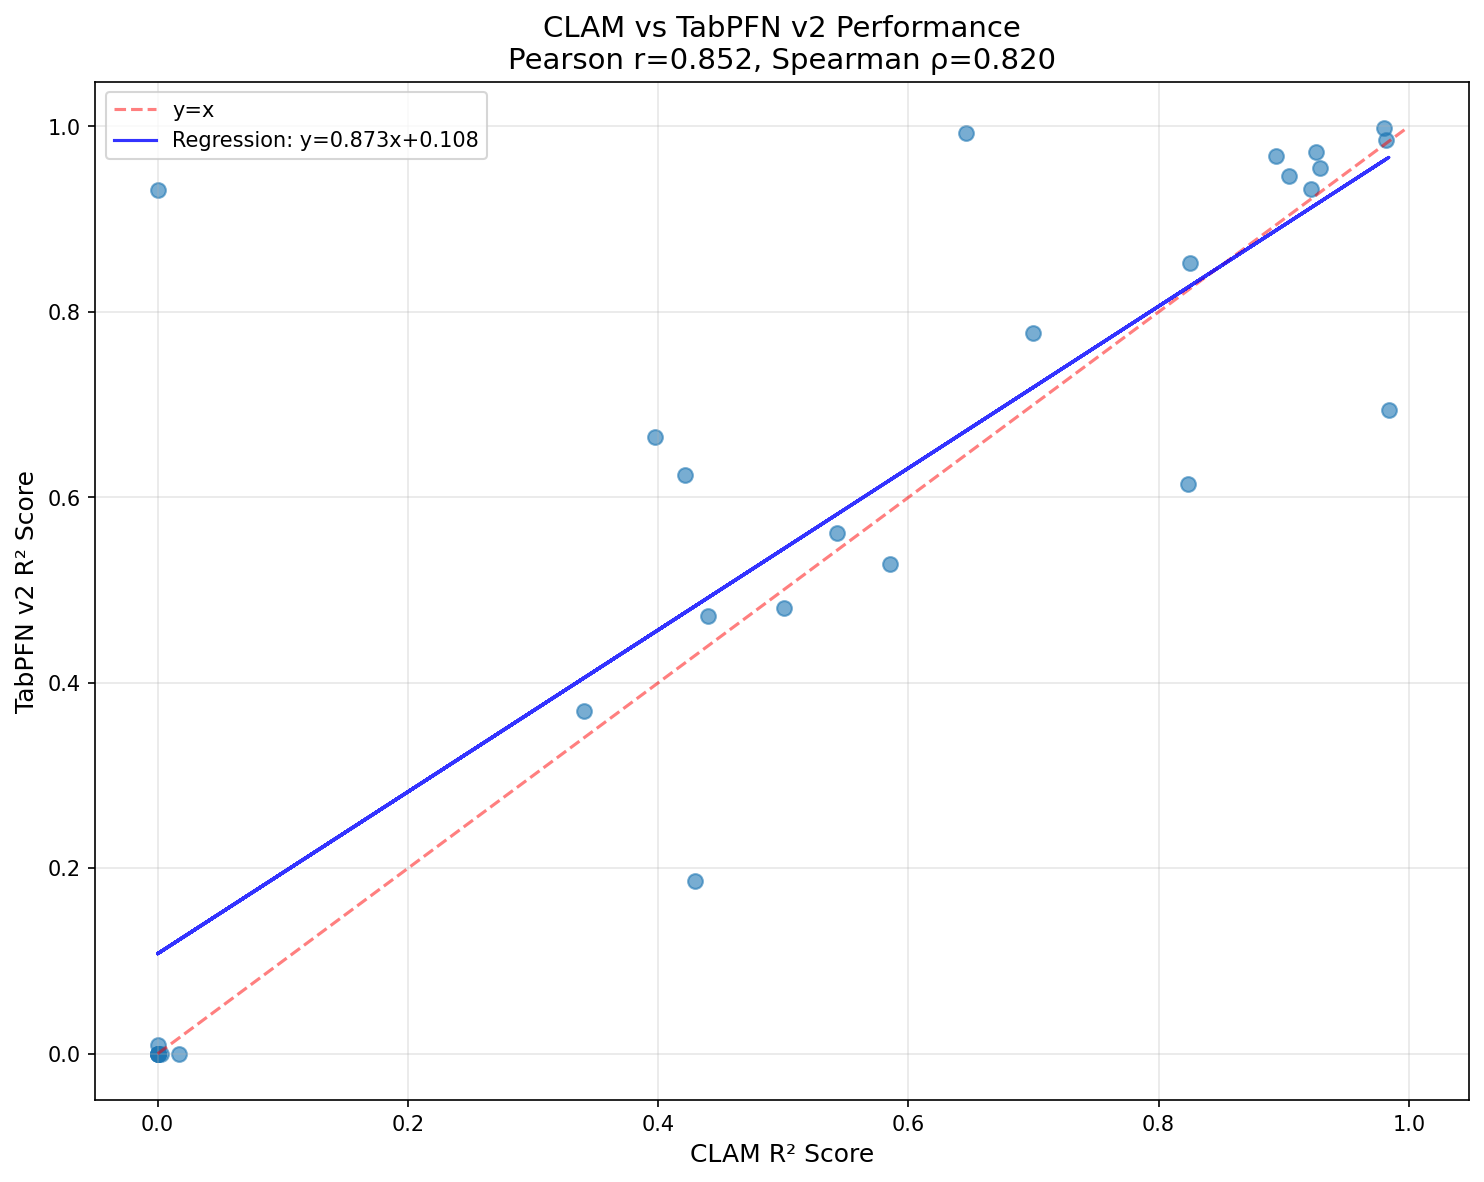 CLAM vs TabPFN v2 Performance
Pearson r=0.852, Spearman ρ=0.820
y=x
Regression: y=0.873x+0.108
1.0
0.8
0.6
0.4
0.2
0.0
TabPFN v2 R² Score
0.0 0.2 0.4 0.6 0.8 1.0
CLAM R² Score